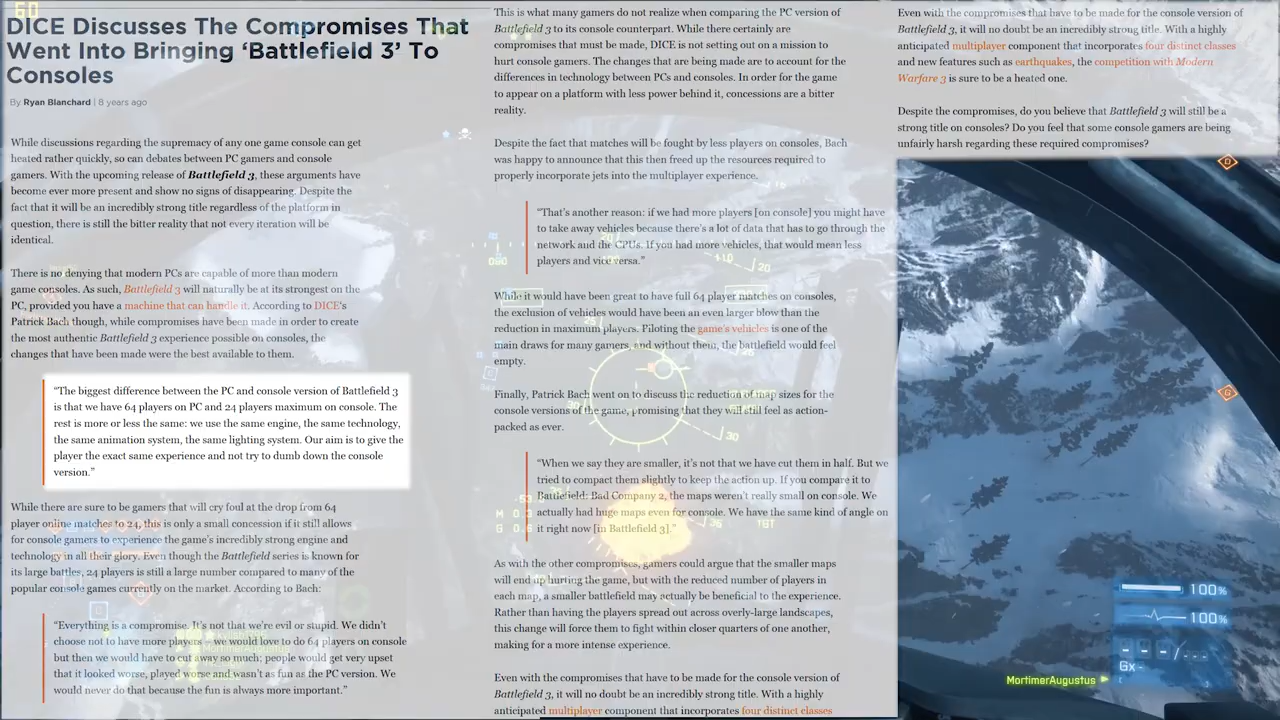 60
DICE Discusses The Compromises That
Went Into Bringing ‘Battlefield 3’ To
Consoles
By Ryan Blanchard | 8 years ago
While discussions regarding the supremacy of any one game console can get
heated rather quickly, so can debates between PC gamers and console
gamers. With the upcoming release of Battlefield 3, these arguments have
become ever more present and show no signs of disappearing. Despite the
fact that it will be an incredibly strong title regardless of the platform in
question, there is still the bitter reality that not every iteration will be
identical.
There is no denying that modern PCs are capable of more than modern
game consoles. As such, Battlefield 3 will naturally be at its strongest on the
PC, provided you have a machine that can handle it. According to DICE's
Patrick Bach though, while compromises have been made in order to create
the most authentic Battlefield 3 experience possible on consoles, the
changes that have been made were the best available to them.
“The biggest difference between the PC and console version of Battlefield 3
is that we have 64 players on PC and 24 players maximum on console. The
rest is more or less the same: we use the same engine, the same technology,
the same animation system, the same lighting system. Our aim is to give the
player the exact same experience and not try to dumb down the console
version.”
While there are sure to be gamers that will cry foul at the drop from 64
player online matches to 24, this is only a small concession if it still allows
for console gamers to experience the game's incredibly strong engine and
technology in all their glory. Even though the Battlefield series is known for
its large battles, 24 players is still a large number compared to many of the
popular console games currently on the market. According to Bach:
“Everything is a compromise. It's not that we're evil or stupid. We didn't
choose not to have more players – we would love to do 64 players on console
but then we would have to cut away so much; people would get very upset
that it looked worse, played worse and wasn't as fun as the PC version. We
would never do that because the fun is always more important.”
This is what many gamers do not realize when comparing the PC version of
Battlefield 3 to its console counterpart. While there certainly are
compromises that must be made, DICE is not setting out on a mission to
hurt console gamers. The changes that are being made are to account for the
differences in technology between PCs and consoles. In order for the game
to appear on a platform with less power behind it, concessions are a bitter
reality.
Despite the fact that matches will be fought by less players on consoles, Bach
was happy to announce that this then freed up the resources required to
properly incorporate jets into the multiplayer experience.
“That's another reason: if we had more players [on console] you might have
to take away vehicles because there's a lot of data that has to go through the
network and the CPUs. If you had more vehicles, that would mean less
players and vice versa.”
While it would have been great to have full 64 player matches on consoles,
the exclusion of vehicles would have been an even larger blow than the
reduction in maximum players. Piloting the game's vehicles is one of the
main draws for many gamers, and without them, the battlefield would feel
empty.
Finally, Patrick Bach went on to discuss the reduction of map sizes for the
console versions of the game, promising that they will still feel as action-
packed as ever.
“When we say they are smaller, it's not that we have cut them in half. But we
tried to compact them slightly to keep the action up. If you compare it to
Battlefield: Bad Company 2, the maps weren't really small on console. We
actually had huge maps even for console. We have the same kind of angle on
it right now [in Battlefield 3].”
As with the other compromises, gamers could argue that the smaller maps
will end up hurting the game, but with the reduced number of players in
each map, a smaller battlefield may actually be beneficial to the experience.
Rather than having the players spread out across overly-large landscapes,
this change will force them to fight within closer quarters of one another,
making for a more intense experience.
Even with the compromises that have to be made for the console version of
Battlefield 3, it will no doubt be an incredibly strong title. With a highly
anticipated multiplayer component that incorporates four distinct classes
Even with the compromises that have to be made for the console version of
Battlefield 3, it will no doubt be an incredibly strong title. With a highly
anticipated multiplayer component that incorporates four distinct classes
and new features such as earthquakes, the competition with Modern
Warfare 3 is sure to be a heated one.
Despite the compromises, do you believe that Battlefield 3 will still be a
strong title on consoles? Do you feel that some console gamers are being
unfairly harsh regarding these required compromises?
D
G
100%
100%
- - - / - - -
Gx -
MortimerAugustus